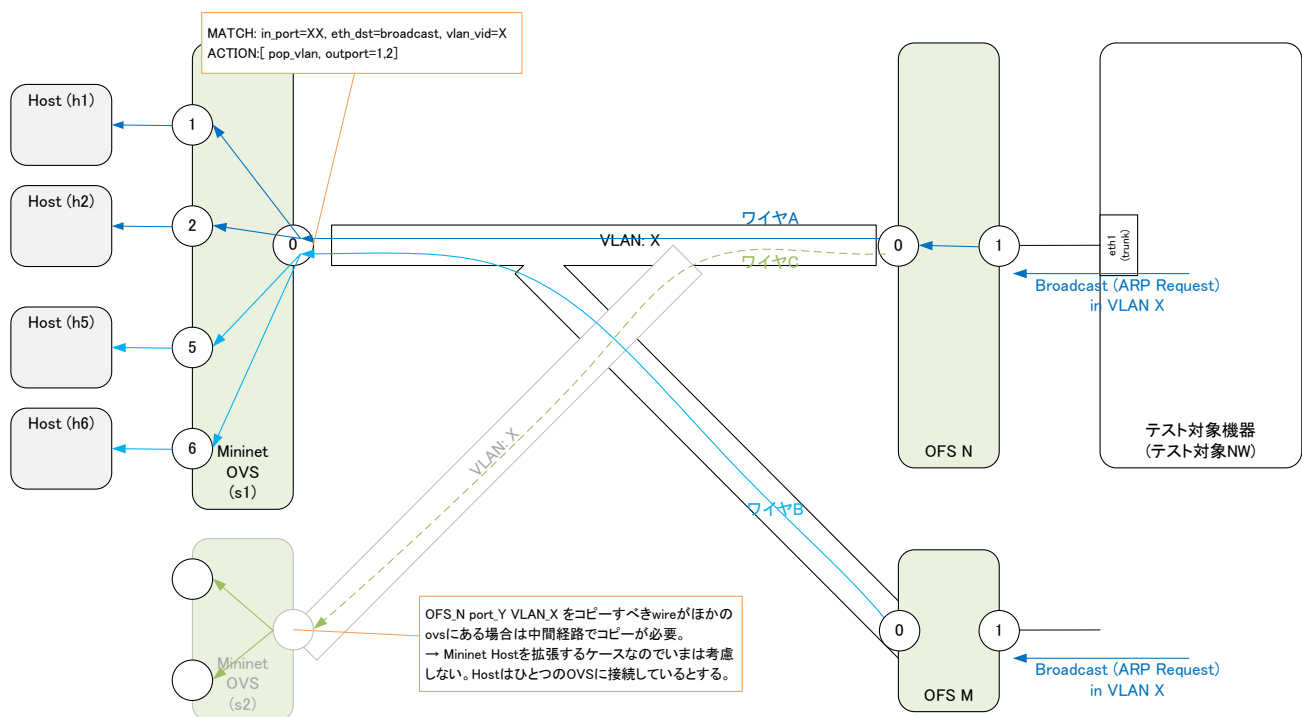 MATCH: in_port=XX, eth_dst=broadcast, vlan_vid=X
ACTION:[ pop_vlan, outport=1,2]
Host (h1)
1
Host (h2)
2
0
ワイヤA
VLAN: X
ワイヤC
0
1
eth1
(trunk)
Broadcast (ARP Request)
in VLAN X
Host (h5)
5
Host (h6)
6
Mininet
OVS
(s1)
VLAN: X
OFS N
テスト対象機器
(テスト対象NW)
ワイヤB
OFS_N port_Y VLAN_X をコピーすべきwireがほかの
ovsにある場合は中間経路でコピーが必要。
→ Mininet Hostを拡張するケースなのでいまは考慮
しない。HostはひとつのOVSに接続しているとする。
Mininet
OVS
(s2)
0
1
OFS M
Broadcast (ARP Request)
in VLAN X